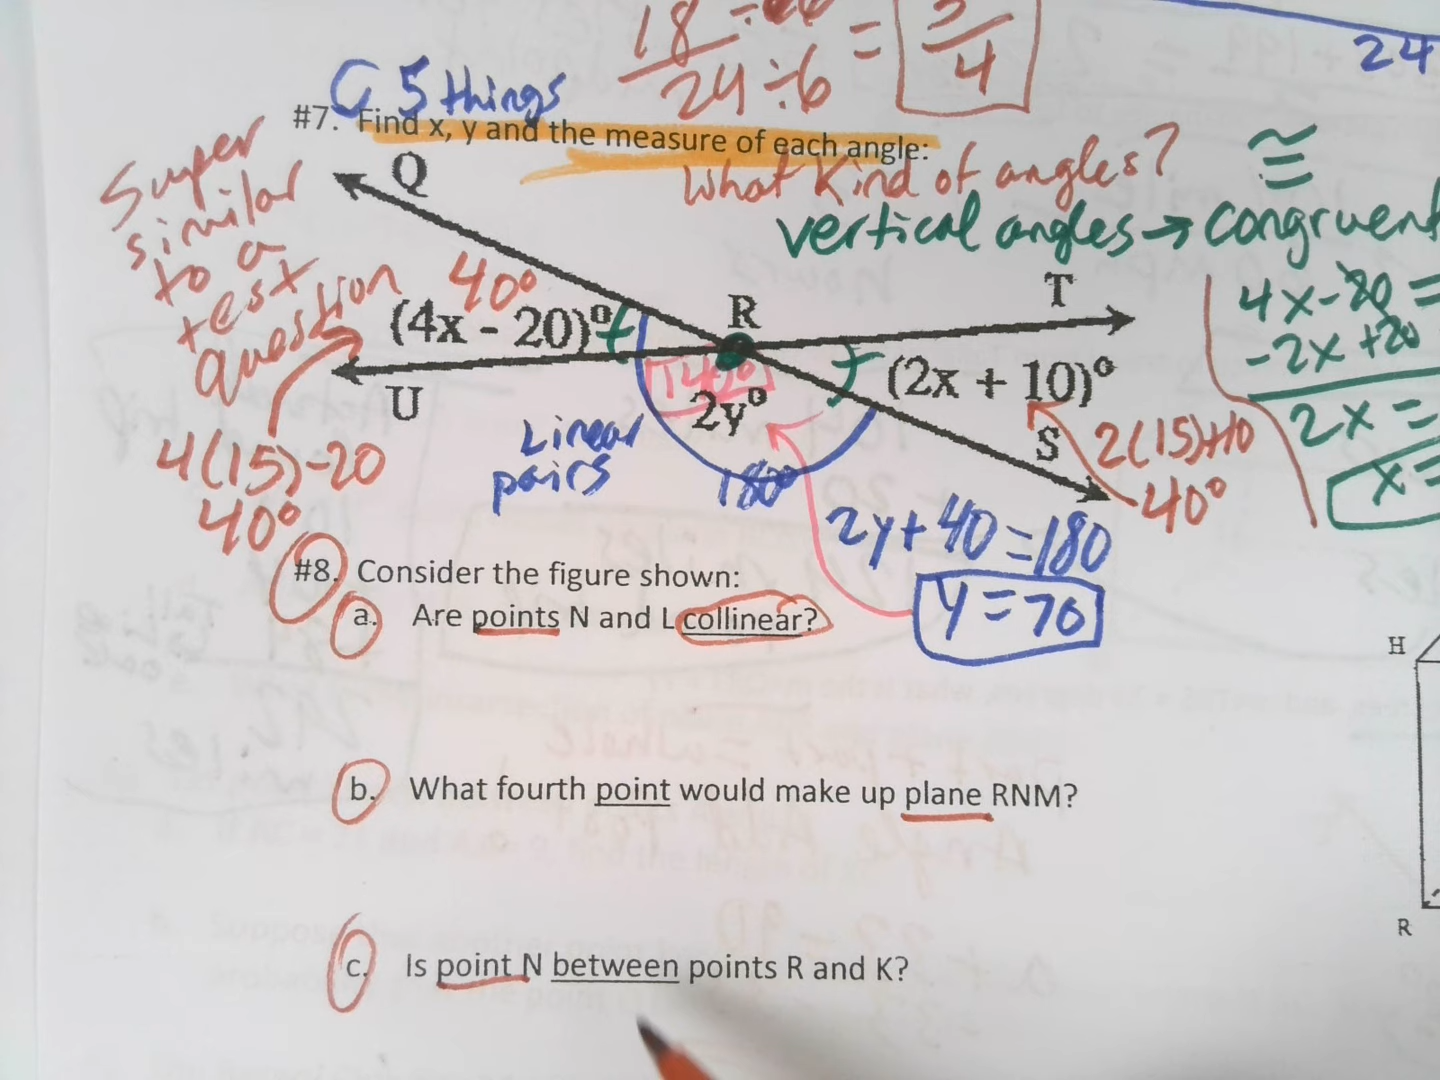 18 ÷ 6 = 3
24 ÷ 6 4
24
5 things
#7. Find x, y and the measure of each angle:
What Kind of angles?
≅
vertical angles → congruent
Super
similar
to a
test
question
Q
40°
(4x - 20)°
R
T
U
140°
2y°
(2x + 10)°
S
4x-20 =
-2x +20
2x =
x =
Linear
pairs
180°
4(15)-20
40°
2(15)+10
40°
2y+40=180
y=70
#8. Consider the figure shown:
a. Are points N and L collinear?
H
b. What fourth point would make up plane RNM?
R
c. Is point N between points R and K?